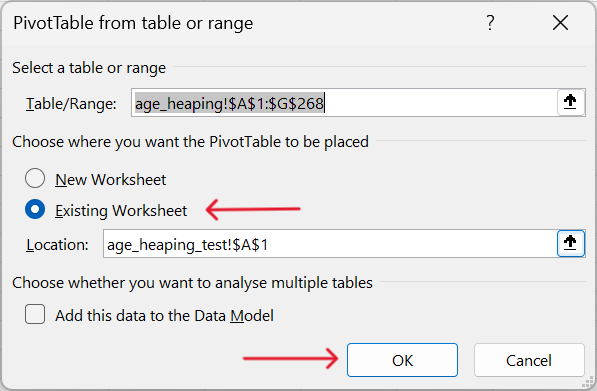 PivotTable from table or range ?
Select a table or range
Table/Range: age_heaping!$A$1:$G$268
Choose where you want the PivotTable to be placed
New Worksheet
Existing Worksheet
Location: age_heaping_test!$A$1
Choose whether you want to analyse multiple tables
Add this data to the Data Model
OK Cancel